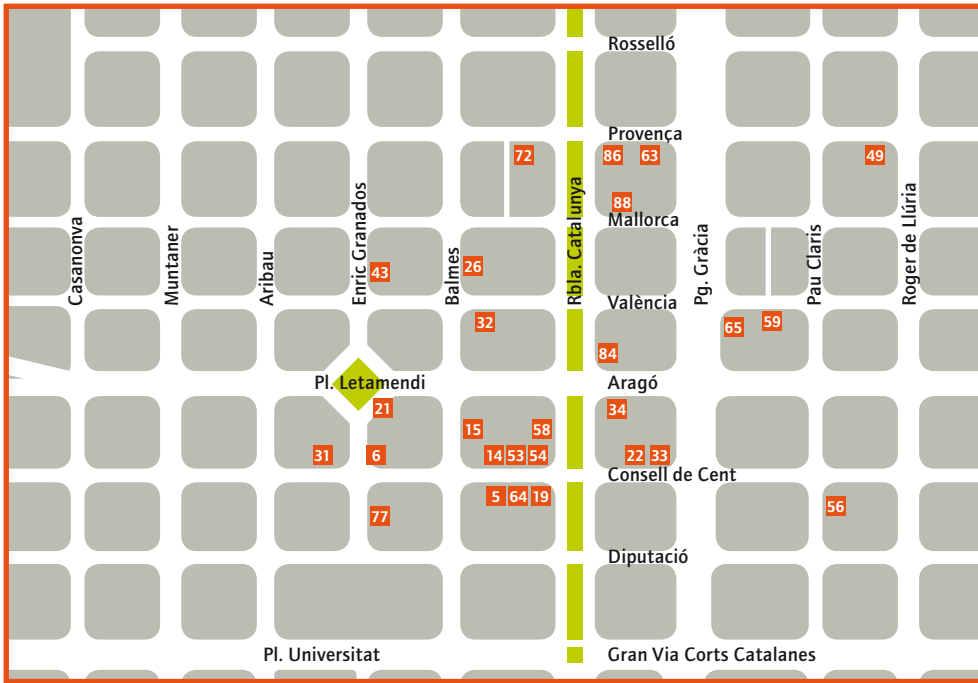 Rosselló
Provença
72
86
63
49
88
Mallorca
Casanonva
Muntaner
Aribau
Enric Granados
Balmes
Rbla. Catalunya
Pg. Gràcia
Pau Claris
Roger de Llúria
43
26
València
32
65
59
84
Pl. Letamendi
Aragó
21
34
15
58
31
6
14
53
54
22
33
Consell de Cent
5
64
19
56
77
Diputació
Pl. Universitat
Gran Via Corts Catalanes